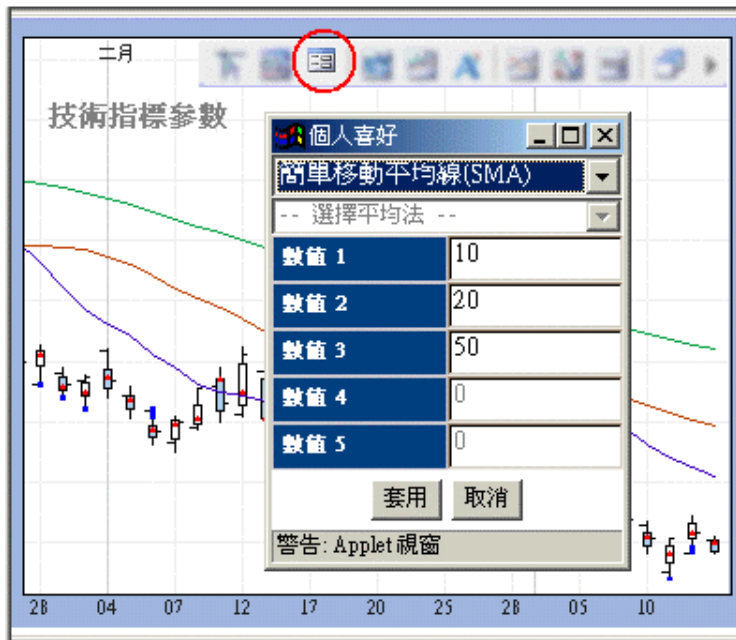 二月
技術指標參數
個人喜好
簡單移動平均線(SMA)
-- 選擇平均法 --
數值 1
10
數值 2
20
數值 3
50
數值 4
0
數值 5
0
套用 取消
警告: Applet 視窗
28 04 07 12 17 20 25 28 05 10